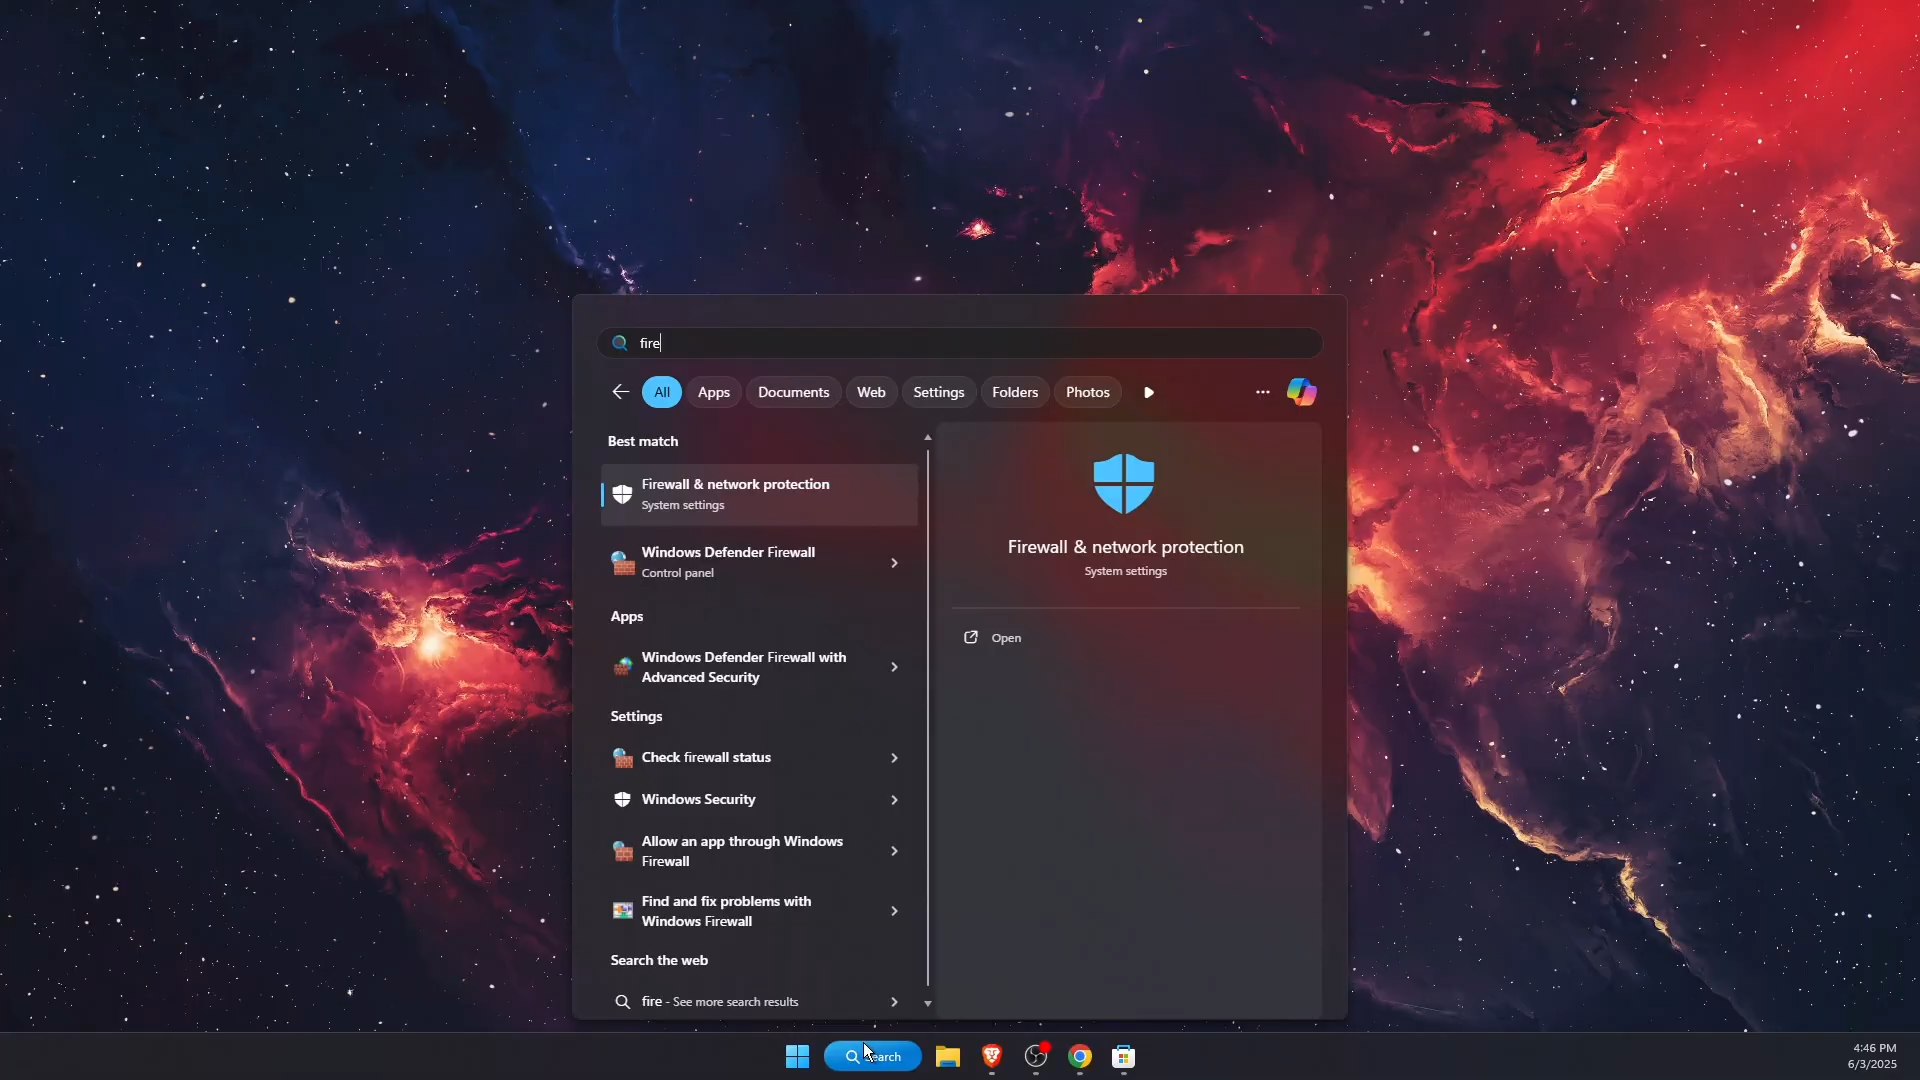 fire
All
Apps
Documents
Web
Settings
Folders
Photos
Best match
Firewall & network protection
System settings
Windows Defender Firewall
Control panel
Apps
Windows Defender Firewall with
Advanced Security
Settings
Check firewall status
Windows Security
Allow an app through Windows
Firewall
Find and fix problems with
Windows Firewall
Search the web
fire - See more search results
Firewall & network protection
System settings
Open
Search
4:46 PM
6/3/2025